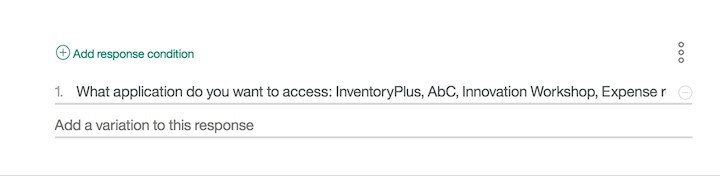 Add response condition
1. What application do you want to access: InventoryPlus, AbC, Innovation Workshop, Expense r
Add a variation to this response